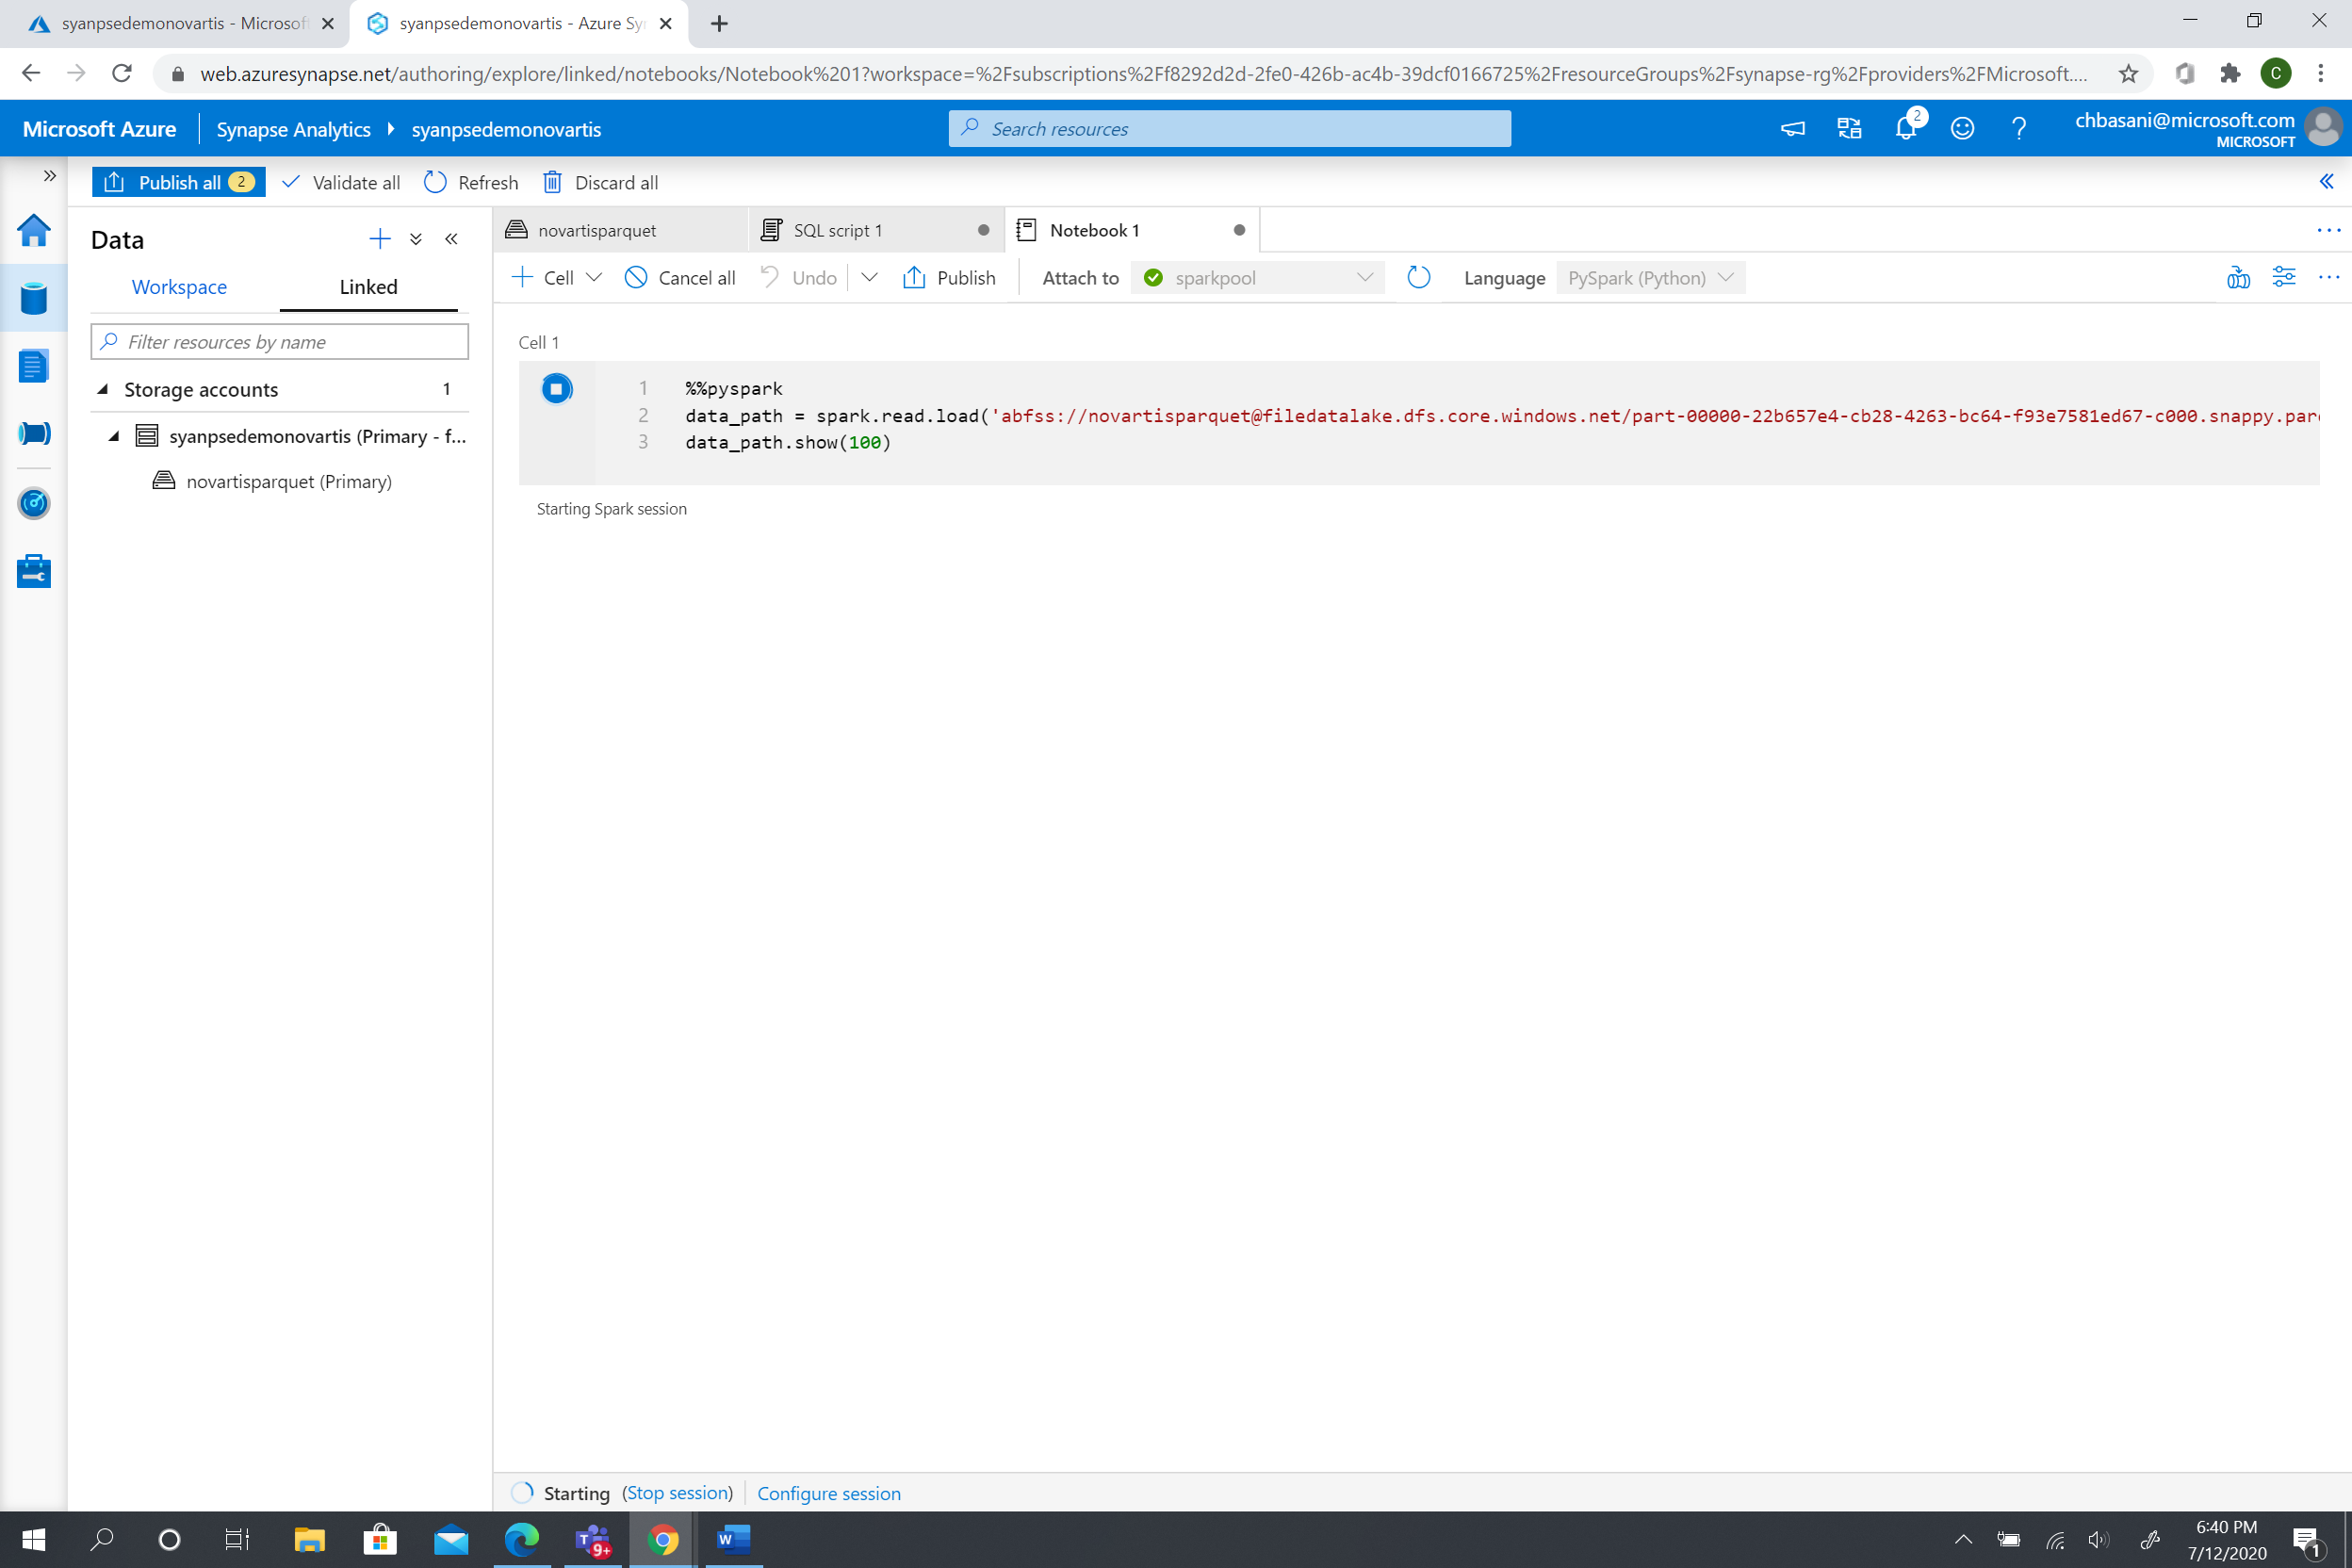 syanpsedemonovartis - Microsof
syanpsedemonovartis - Azure Sy
web.azuresynapse.net/authoring/explore/linked/notebooks/Notebook%201?workspace=%2Fsubscriptions%2Ff8292d2d-2fe0-426b-ac4b-39dcf0166725%2FresourceGroups%2Fsynapse-rg%2Fproviders%2FMicrosoft....
C
Microsoft Azure
Synapse Analytics
syanpsedemonovartis
Search resources
2
chbasani@microsoft.com
MICROSOFT
Publish all 2
Validate all
Refresh
Discard all
Data
Workspace
Linked
Filter resources by name
Storage accounts 1
syanpsedemonovartis (Primary - f...
novartisparquet (Primary)
novartisparquet
SQL script 1
Notebook 1
Cell
Cancel all
Undo
Publish
Attach to
sparkpool
Language
PySpark (Python)
Cell 1
1 %%pyspark
2 data_path = spark.read.load('abfss://novartisparquet@filedatalake.dfs.core.windows.net/part-00000-22b657e4-cb28-4263-bc64-f93e7581ed67-c000.snappy.par
3 data_path.show(100)
Starting Spark session
Starting (Stop session)
Configure session
T
9+
W
6:40 PM
7/12/2020
1